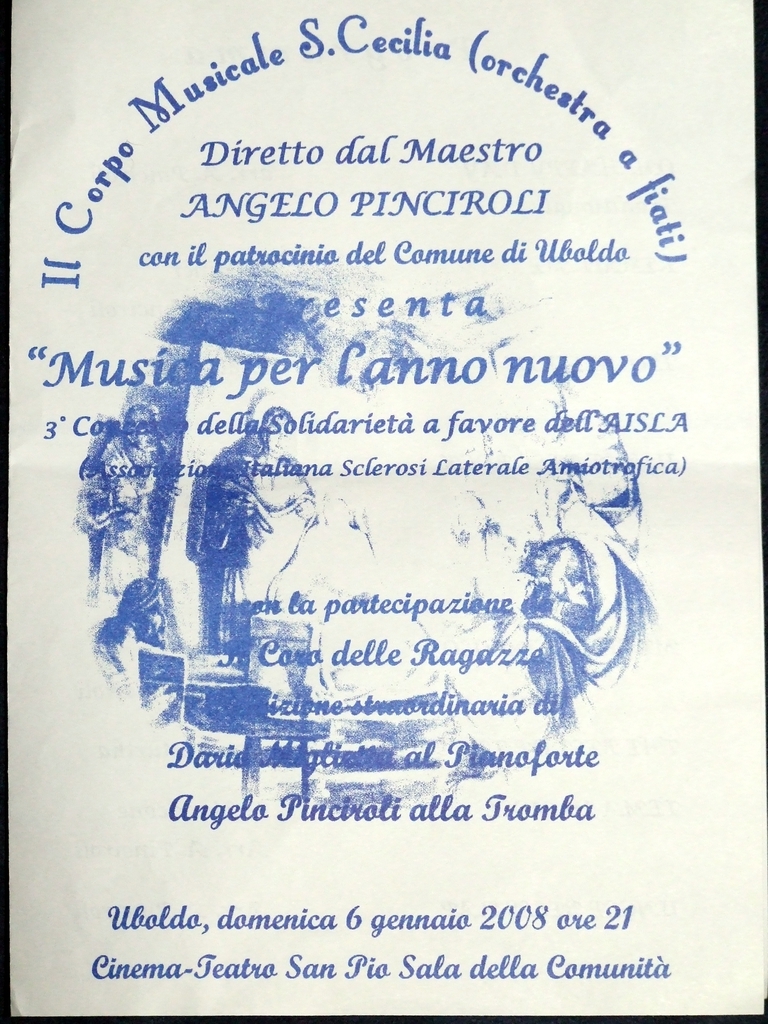 Il Corpo Musicale S.Cecilia (orchestra a fiati)
Diretto dal Maestro
ANGELO PINCIROLI
con il patrocinio del Comune di Uboldo
presenta
"Musica per l'anno nuovo"
3° Concerto della Solidarietà a favore dell'AISLA
(Associazione Italiana Sclerosi Laterale Amiotrofica)
con la partecipazione di
Il Coro delle Ragazze
straordinaria di
Dario Miglietta al Pianoforte
Angelo Pinciroli alla Tromba
Uboldo, domenica 6 gennaio 2008 ore 21
Cinema-Teatro San Pio Sala della Comunità